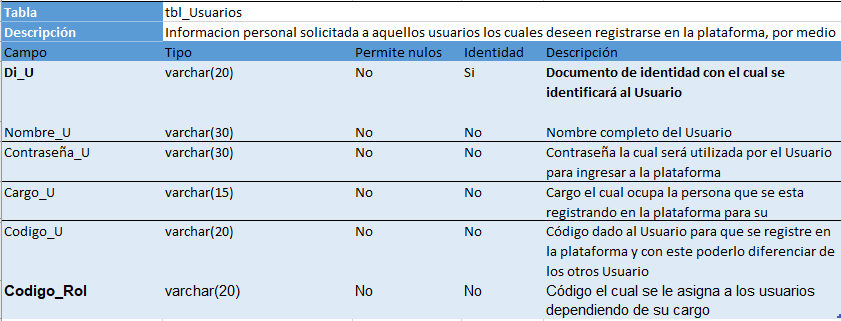 Tabla tbl_Usuarios
Descripción Informacion personal solicitada a aquellos usuarios los cuales deseen registrarse en la plataforma, por medio
Campo Tipo Permite nulos Identidad Descripción
Di_U varchar(20) No Si Documento de identidad con el cual se
identificará al Usuario
Nombre_U varchar(30) No No Nombre completo del Usuario
Contraseña_U varchar(30) No No Contraseña la cual será utilizada por el Usuario
para ingresar a la plataforma
Cargo_U varchar(15) No No Cargo el cual ocupa la persona que se esta
registrando en la plataforma para su
Codigo_U varchar(20) No No Código dado al Usuario para que se registre en
la plataforma y con este poderlo diferenciar de
los otros Usuario
Codigo_Rol varchar(20) No No Código el cual se le asigna a los usuarios
dependiendo de su cargo